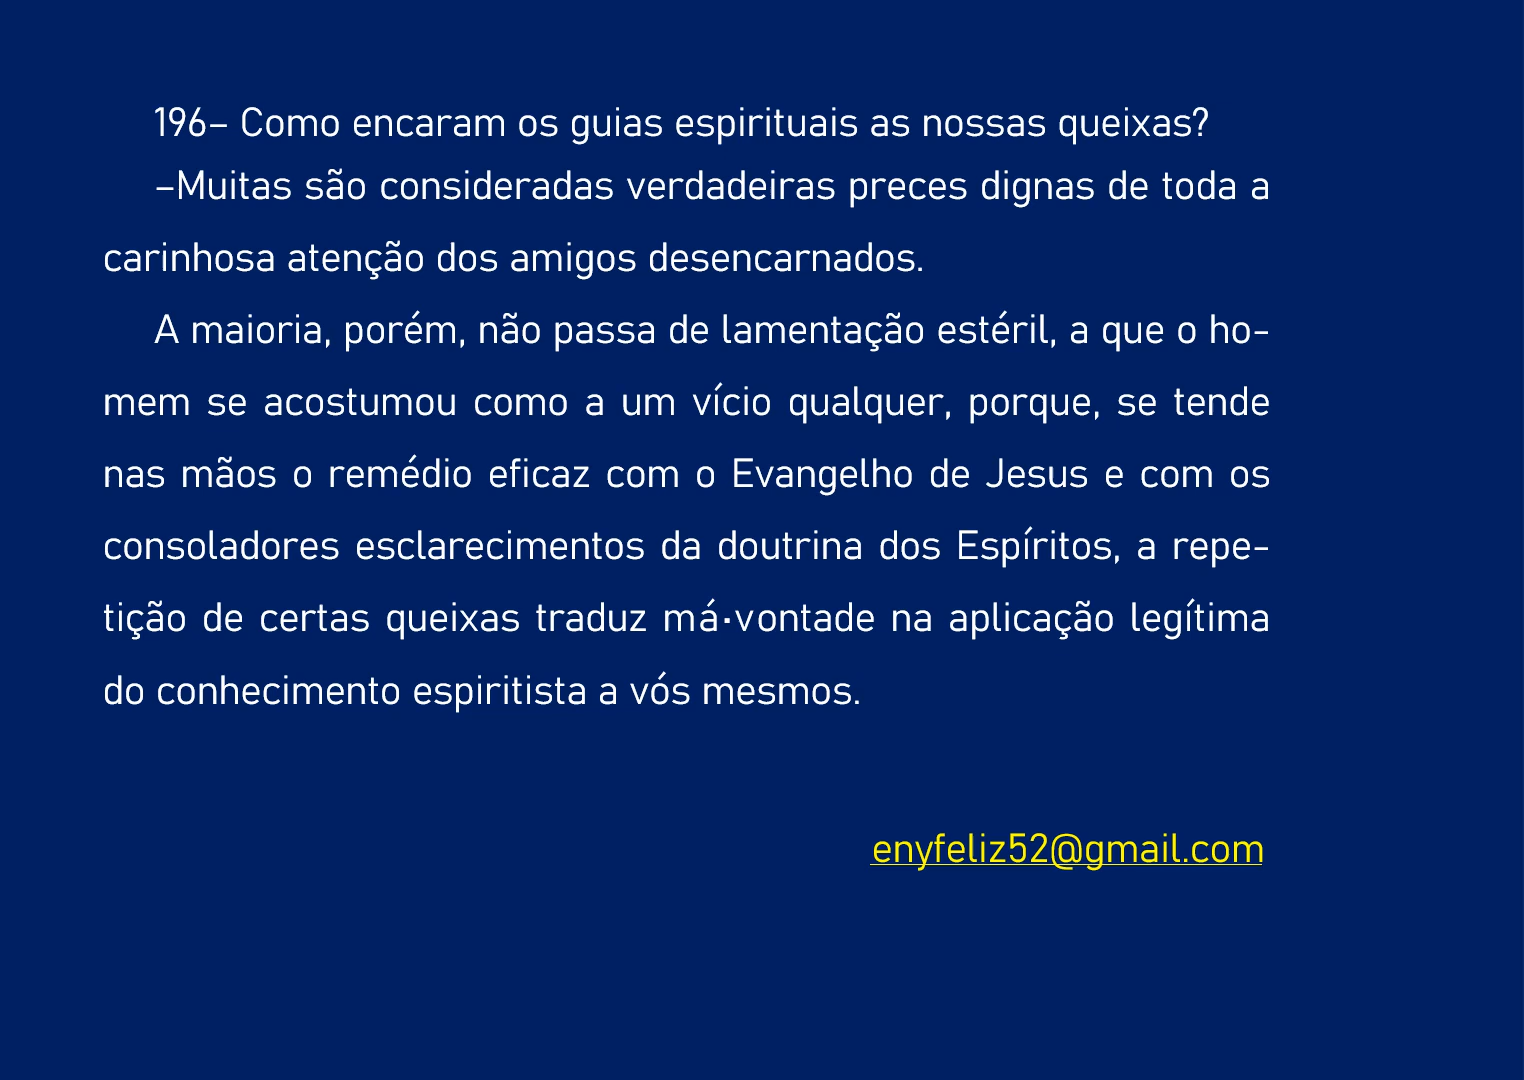 196– Como encaram os guias espirituais as nossas queixas?
–Muitas são consideradas verdadeiras preces dignas de toda a
carinhosa atenção dos amigos desencarnados.
A maioria, porém, não passa de lamentação estéril, a que o ho-
mem se acostumou como a um vício qualquer, porque, se tende
nas mãos o remédio eficaz com o Evangelho de Jesus e com os
consoladores esclarecimentos da doutrina dos Espíritos, a repe-
tição de certas queixas traduz má·vontade na aplicação legítima
do conhecimento espiritista a vós mesmos.
enyfeliz52@gmail.com